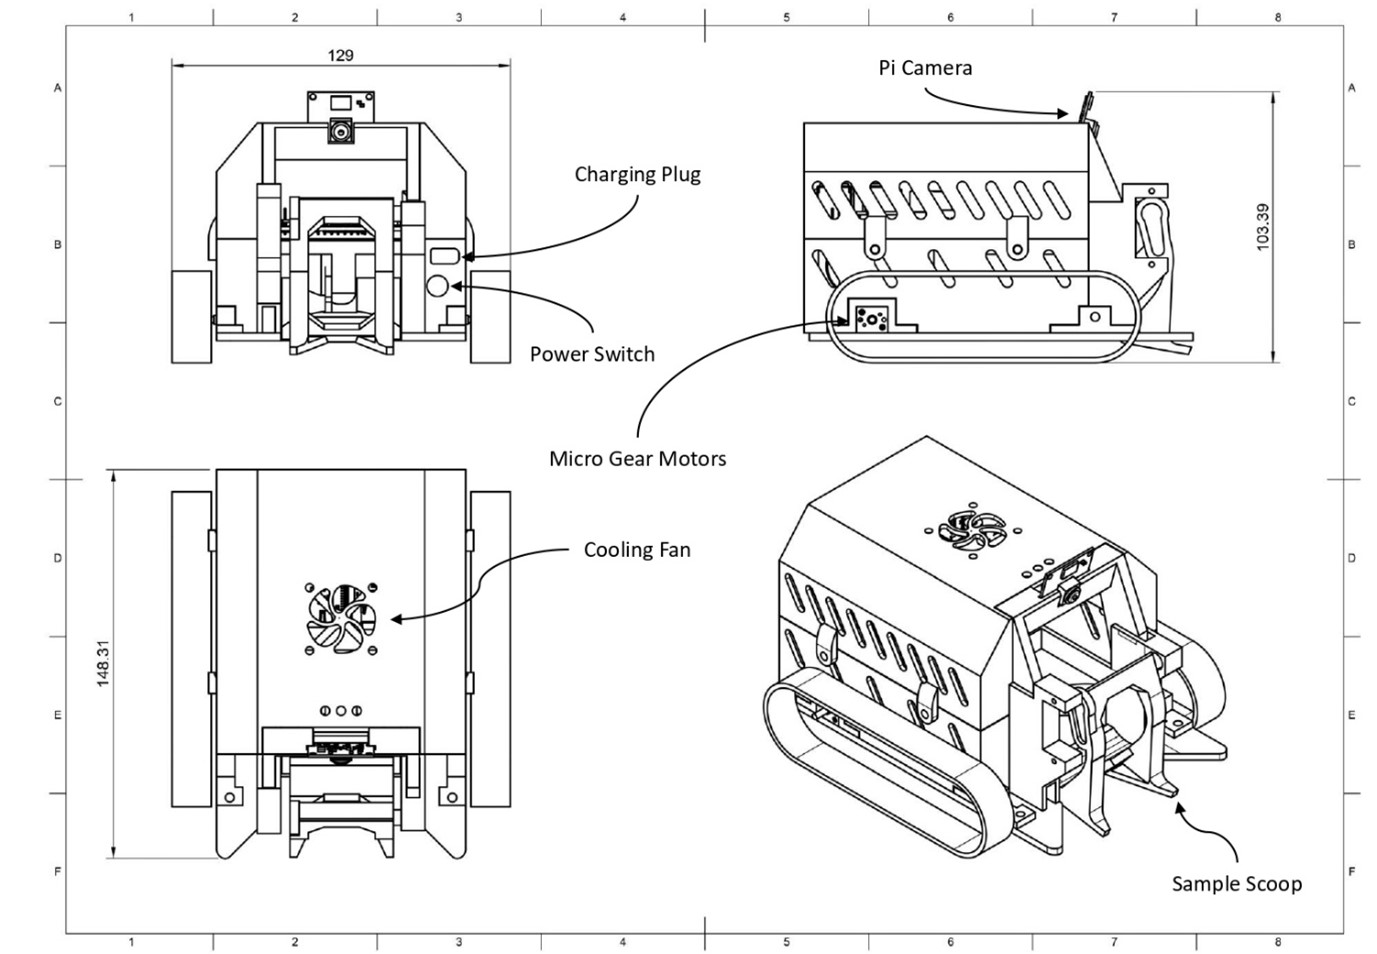 1 2 3 4 5 6 7 8
A A
129
Pi Camera
Charging Plug
103.39
B B
Power Switch
C C
Micro Gear Motors
Cooling Fan
D D
148.31
E E
F F
Sample Scoop
1 2 3 4 5 6 7 8